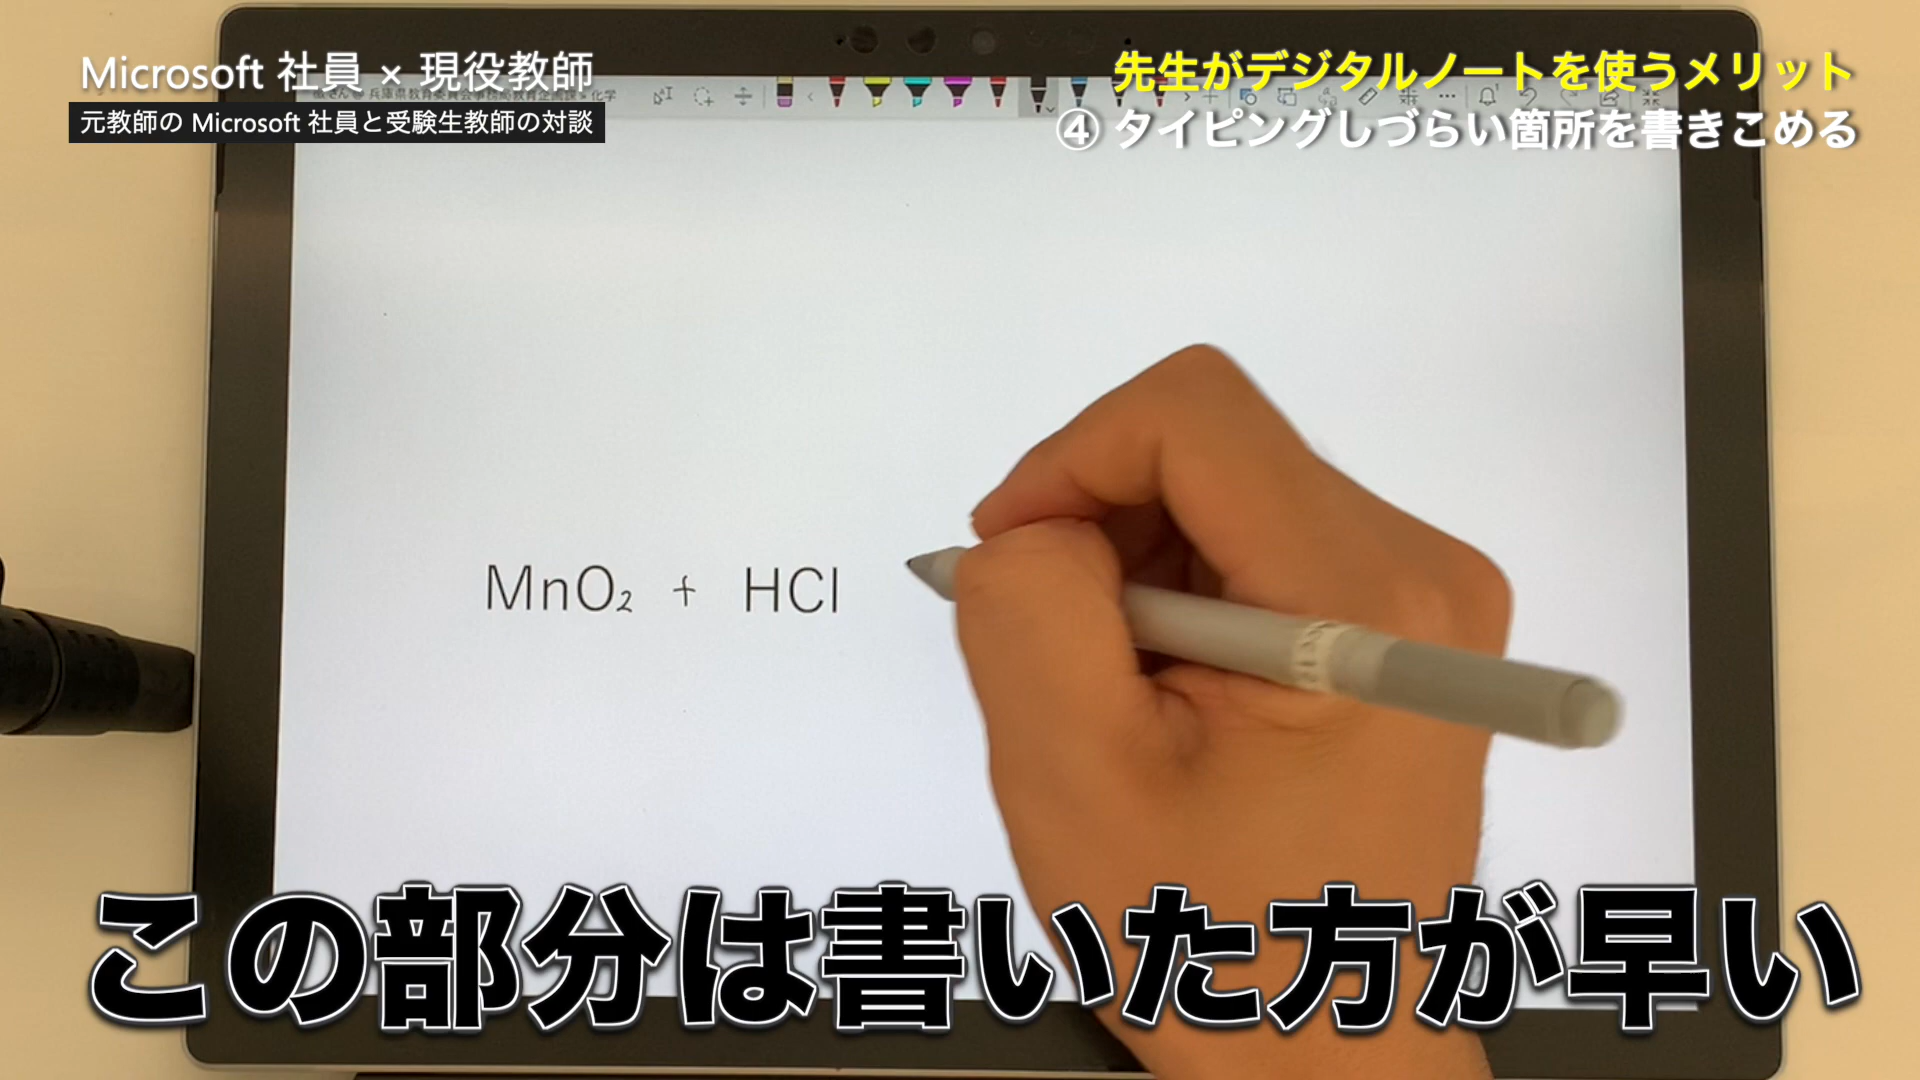 Microsoft 社員 × 現役教師
元教師の Microsoft 社員と受験生教師の対談
先生がデジタルノートを使うメリット
④ タイピングしづらい箇所を書きこめる
MnO₂ + HCl
この部分は書いた方が早い